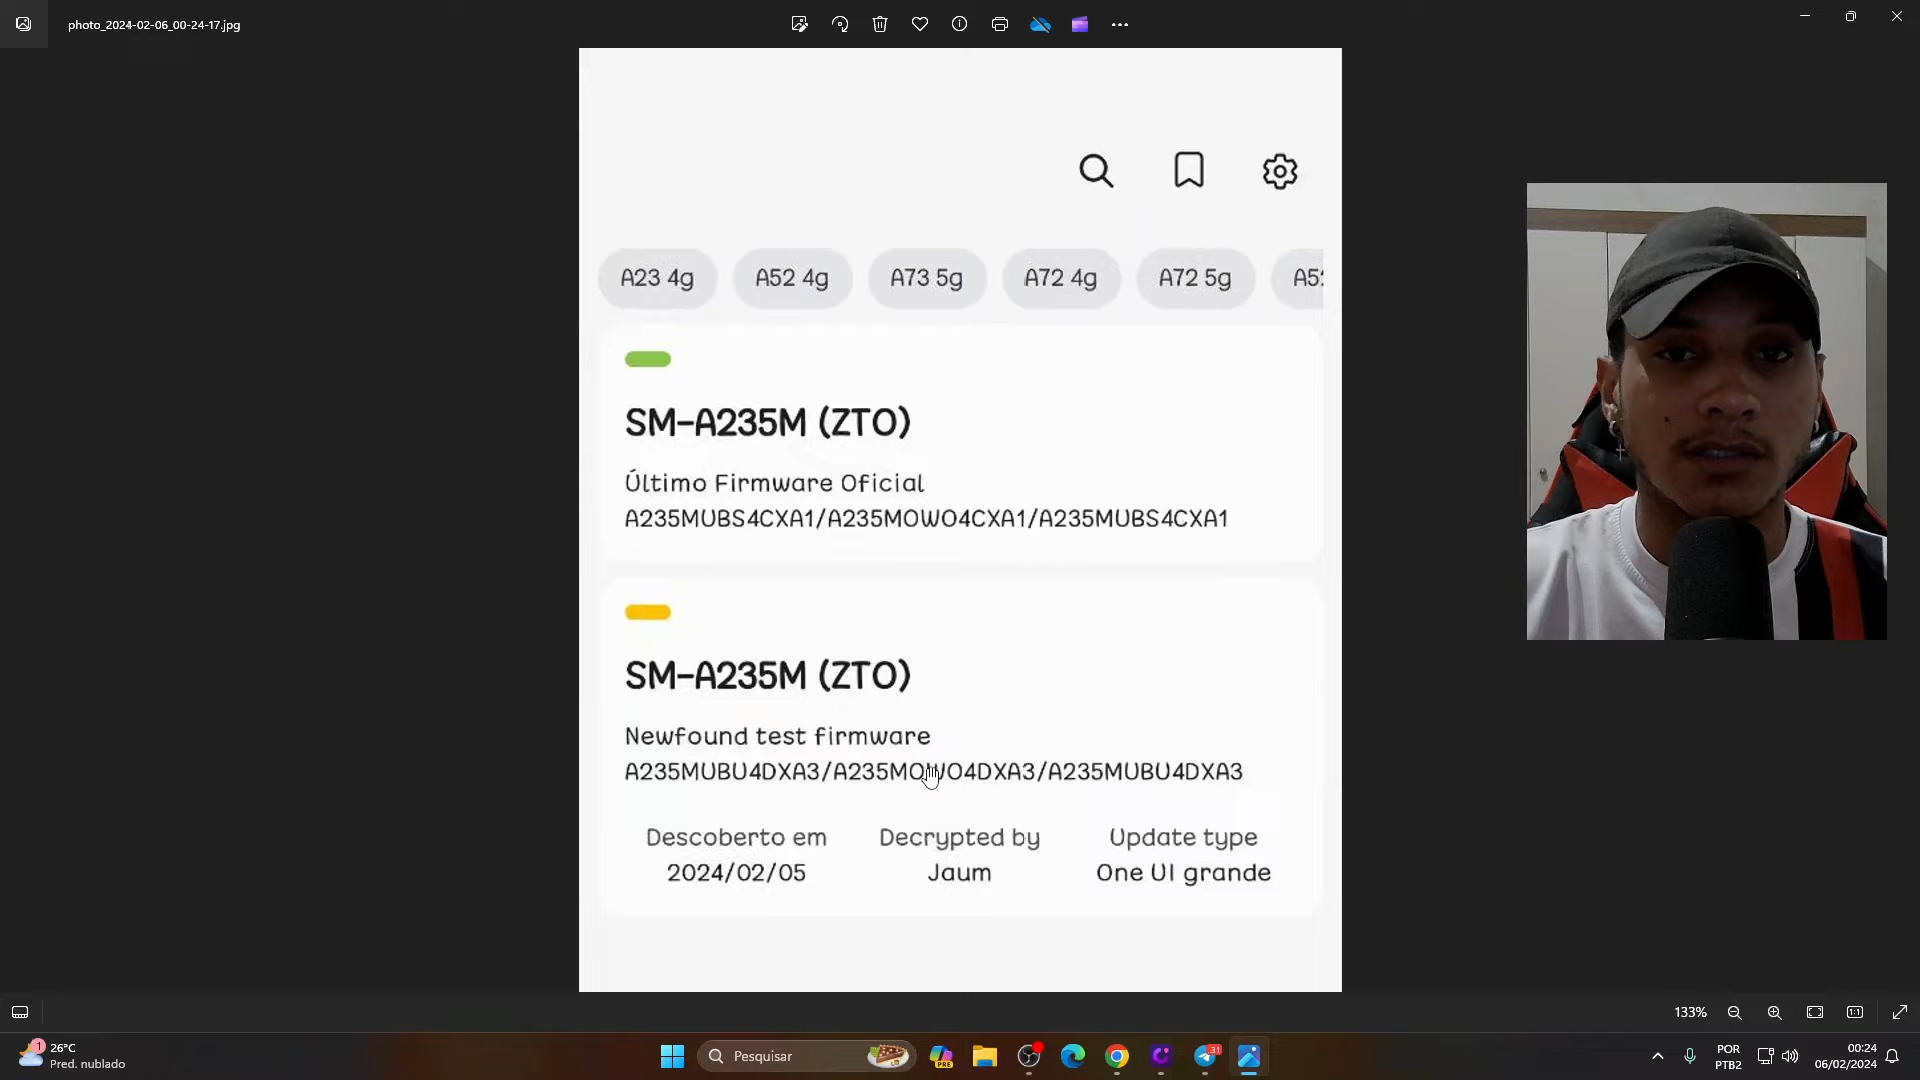 photo_2024-02-06_00-24-17.jpg
A23 4g
A52 4g
A73 5g
A72 4g
A72 5g
SM-A235M (ZTO)
Último Firmware Oficial
A235MUBS4CXA1/A235MOWO4CXA1/A235MUBS4CXA1
SM-A235M (ZTO)
Newfound test firmware
A235MUBU4DXA3/A235MOWO4DXA3/A235MUBU4DXA3
Descoberto em
2024/02/05
Decrypted by
Jaum
Update type
One UI grande
133%
1
26°C
Pred. nublado
Pesquisar
PRE
31
POR
PTB2
00:24
06/02/2024